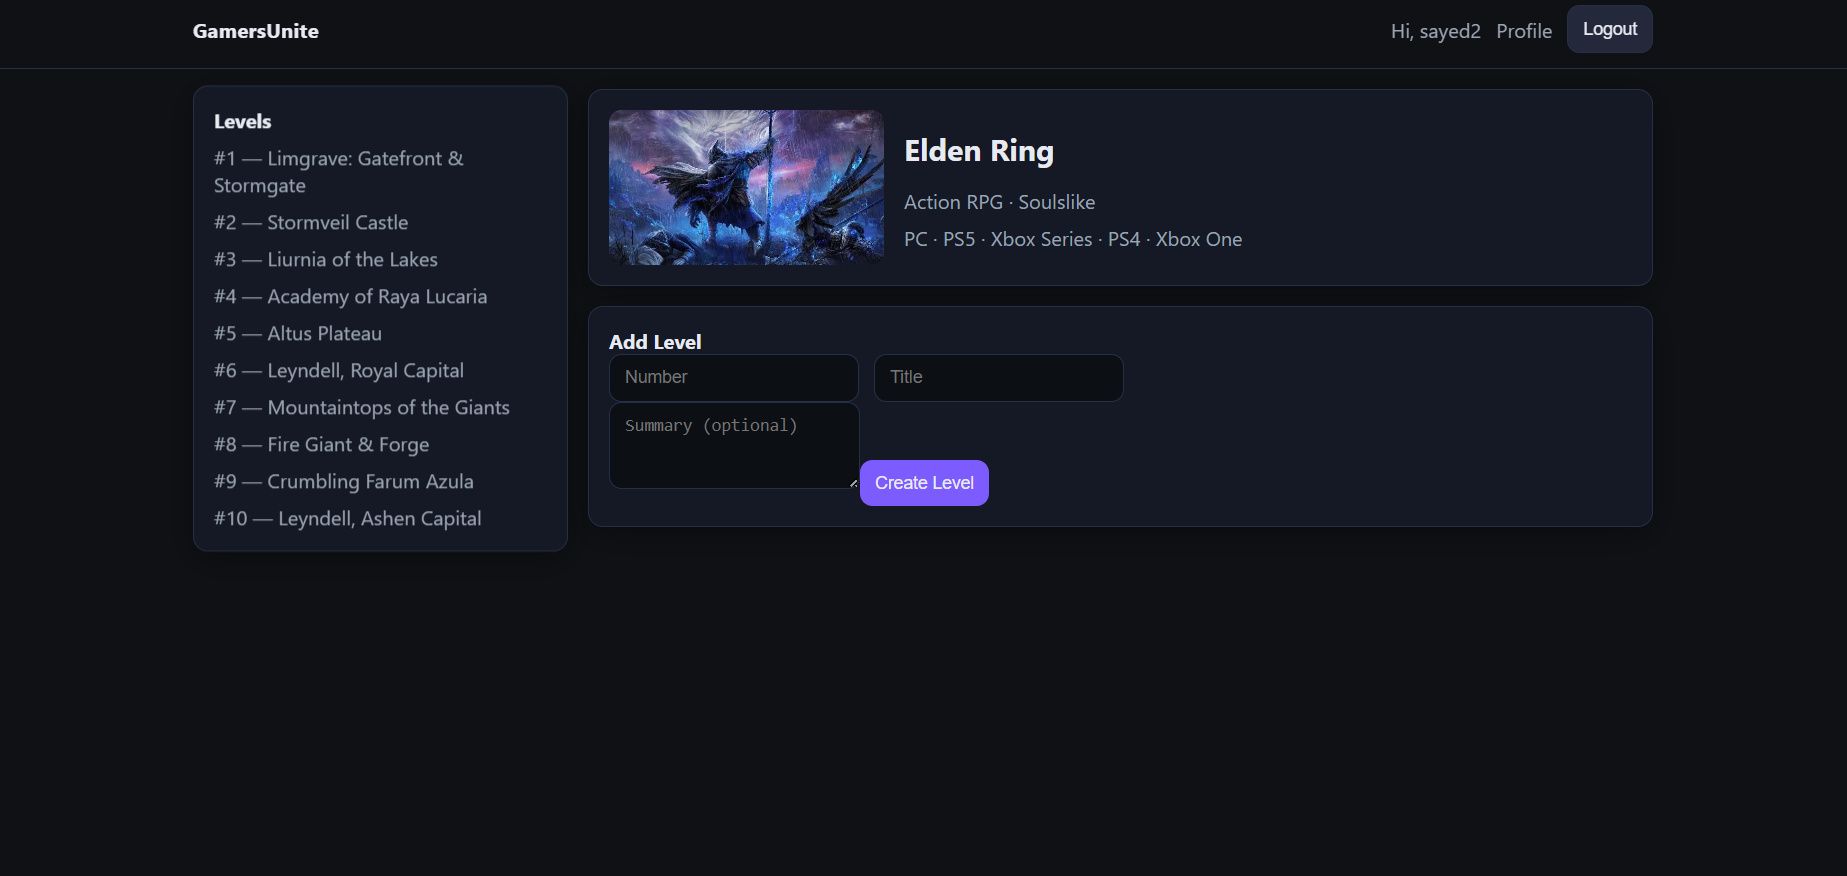 GamersUnite
Hi, sayed2
Profile
Logout
Levels
#1 — Limgrave: Gatefront &
Stormgate
#2 — Stormveil Castle
#3 — Liurnia of the Lakes
#4 — Academy of Raya Lucaria
#5 — Altus Plateau
#6 — Leyndell, Royal Capital
#7 — Mountaintops of the Giants
#8 — Fire Giant & Forge
#9 — Crumbling Farum Azula
#10 — Leyndell, Ashen Capital
Elden Ring
Action RPG · Soulslike
PC · PS5 · Xbox Series · PS4 · Xbox One
Add Level
Number
Title
Summary (optional)
Create Level